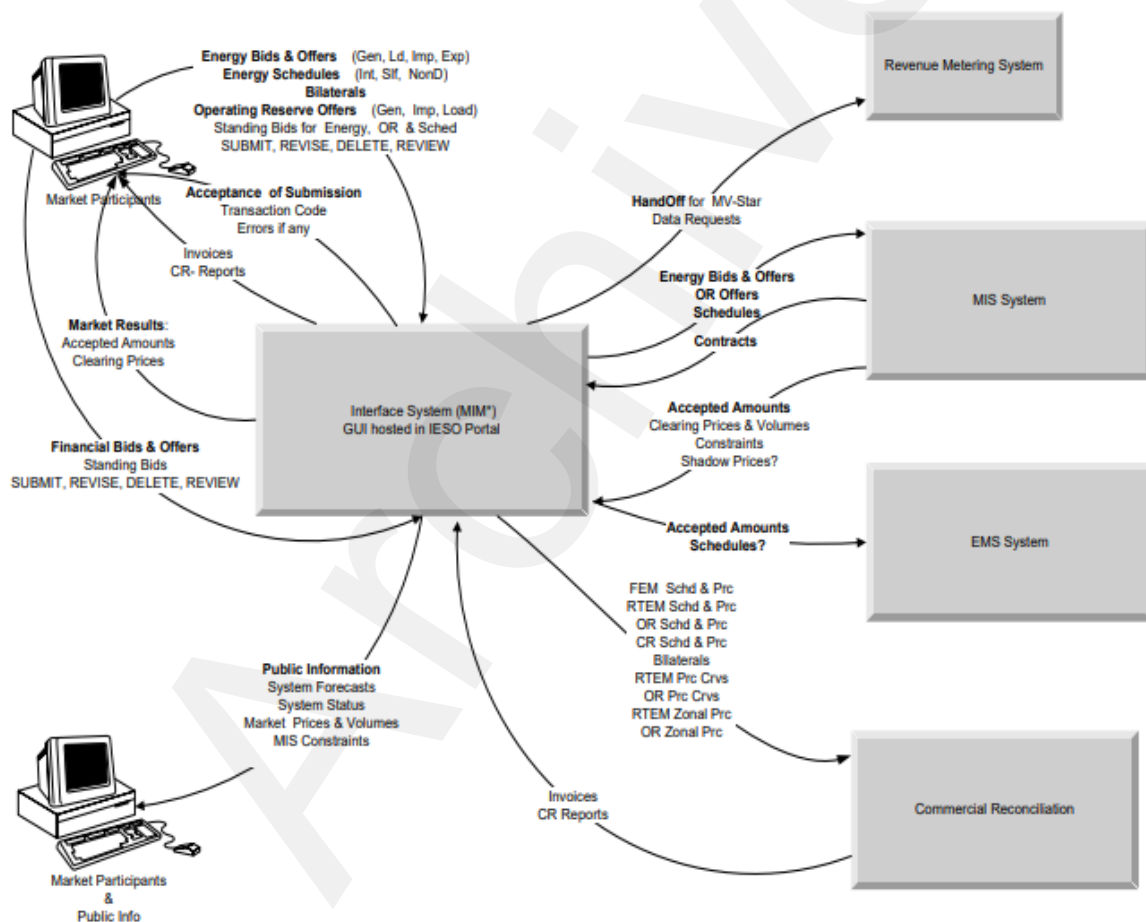 Energy Bids & Offers (Gen, Ld, Imp, Exp)
Energy Schedules (Int, Slf, NonD)
Bilaterals
Operating Reserve Offers (Gen, Imp, Load)
Standing Bids for Energy, OR & Sched
SUBMIT, REVISE, DELETE, REVIEW
Market Participants
Acceptance of Submission
Transaction Code
Errors if any
Invoices
CR- Reports
Market Results:
Accepted Amounts
Clearing Prices
Financial Bids & Offers
Standing Bids
SUBMIT, REVISE, DELETE, REVIEW
Interface System (MIM*)
GUI hosted in IESO Portal
Revenue Metering System
HandOff for MV-Star
Data Requests
Energy Bids & Offers
OR Offers
Schedules
Contracts
MIS System
Accepted Amounts
Clearing Prices & Volumes
Constraints
Shadow Prices?
Accepted Amounts
Schedules?
EMS System
FEM Schd & Prc
RTEM Schd & Prc
OR Schd & Prc
CR Schd & Prc
Bilaterals
RTEM Prc Crvs
OR Prc Crvs
RTEM Zonal Prc
OR Zonal Prc
Public Information
System Forecasts
System Status
Market Prices & Volumes
MIS Constraints
Invoices
CR Reports
Commercial Reconciliation
Market Participants
&
Public Info
Archive